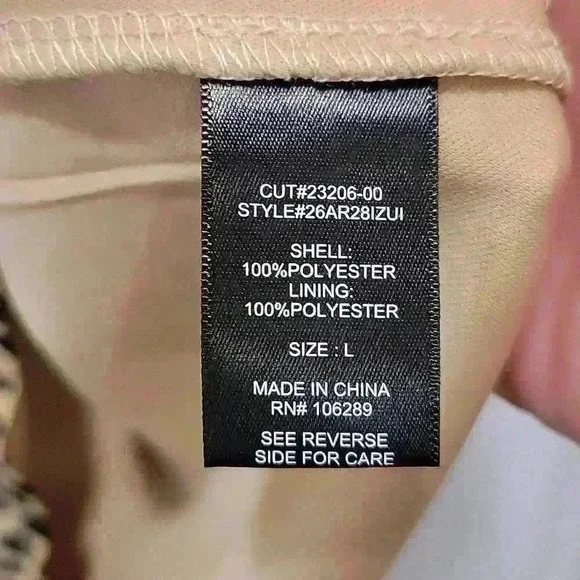 CUT#23206-00
STYLE#26AR28IZUI
SHELL:
100%POLYESTER
LINING:
100%POLYESTER
SIZE : L
MADE IN CHINA
RN# 106289
SEE REVERSE
SIDE FOR CARE